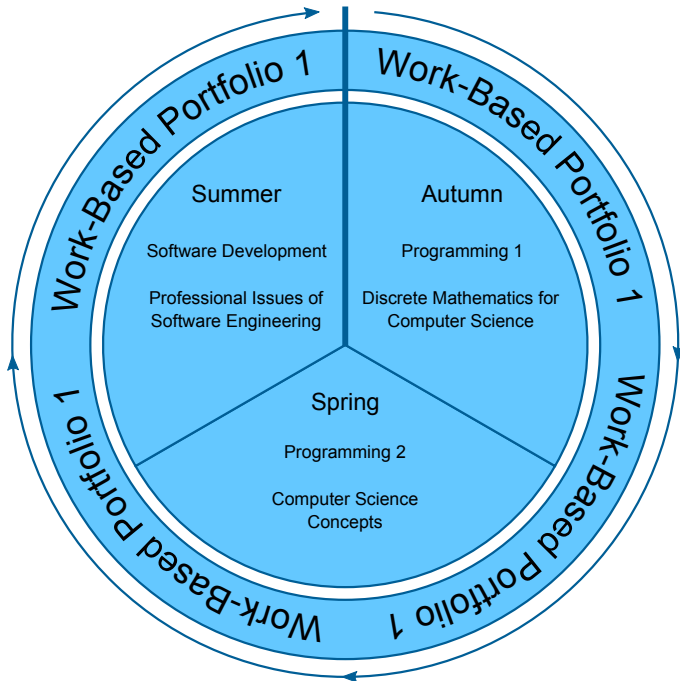 Work-Based Portfolio 1
Work-Based Portfolio 1
Summer
Software Development
Professional Issues of
Software Engineering
Autumn
Programming 1
Discrete Mathematics for
Computer Science
Spring
Programming 2
Computer Science
Concepts
Work-Based Portfolio 1
Work-Based Portfolio 1